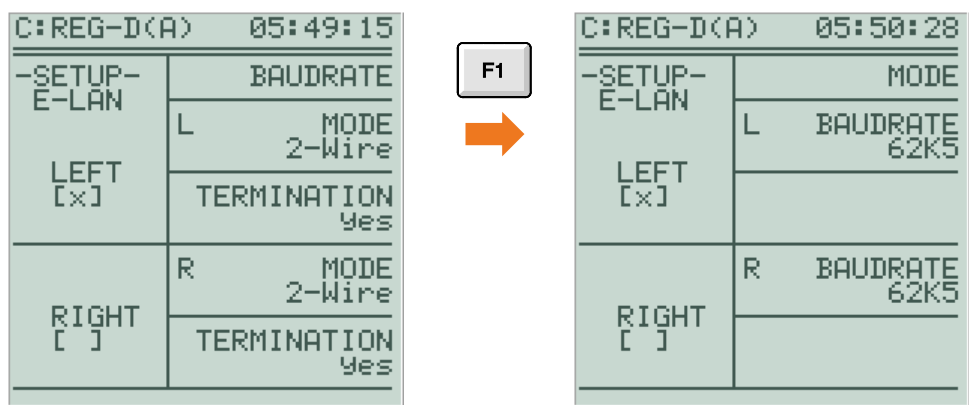 C:REG-D(A) 05:49:15
-SETUP-
E-LAN
BAUDRATE
L MODE
2-Wire
LEFT
[x]
TERMINATION
Yes
R MODE
2-Wire
RIGHT
[ ]
TERMINATION
Yes
F1
C:REG-D(A) 05:50:28
-SETUP-
E-LAN
MODE
L BAUDRATE
62K5
LEFT
[x]
R BAUDRATE
62K5
RIGHT
[ ]